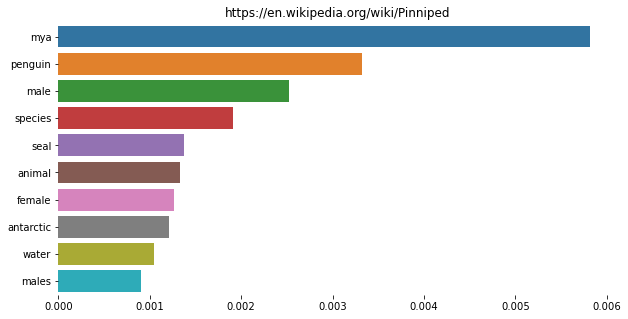 https://en.wikipedia.org/wiki/Pinniped
mya
penguin
male
species
seal
animal
female
antarctic
water
males
0.000 0.001 0.002 0.003 0.004 0.005 0.006